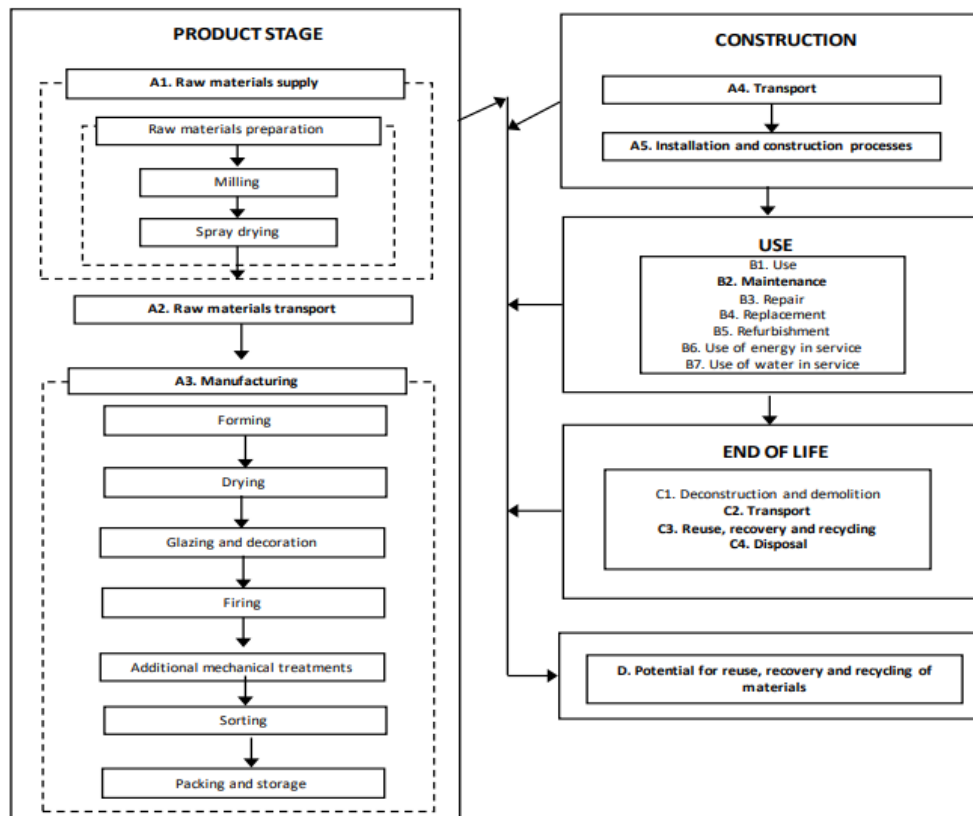 PRODUCT STAGE
A1. Raw materials supply
Raw materials preparation
Milling
Spray drying
A2. Raw materials transport
A3. Manufacturing
Forming
Drying
Glazing and decoration
Firing
Additional mechanical treatments
Sorting
Packing and storage
CONSTRUCTION
A4. Transport
A5. Installation and construction processes
USE
B1. Use
B2. Maintenance
B3. Repair
B4. Replacement
B5. Refurbishment
B6. Use of energy in service
B7. Use of water in service
END OF LIFE
C1. Deconstruction and demolition
C2. Transport
C3. Reuse, recovery and recycling
C4. Disposal
D. Potential for reuse, recovery and recycling of
materials